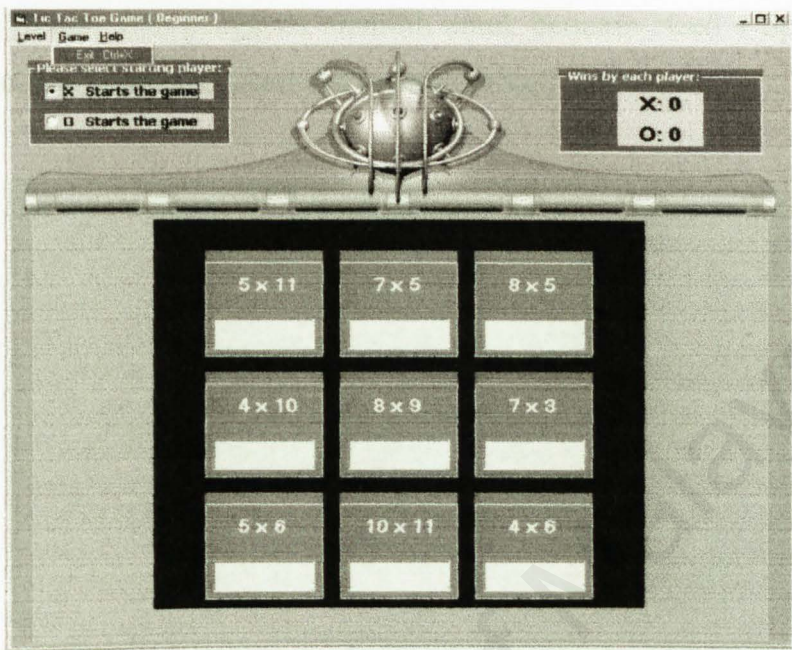 Tic Tac Toe Game ( Beginner )
Level Game Help
Exit Ctrl+X
Please select starting player:
X Starts the game
O Starts the game
Wins by each player:
X: 0
O: 0
5 x 11 7 x 5 8 x 5
4 x 10 8 x 9 7 x 3
5 x 6 10 x 11 4 x 6